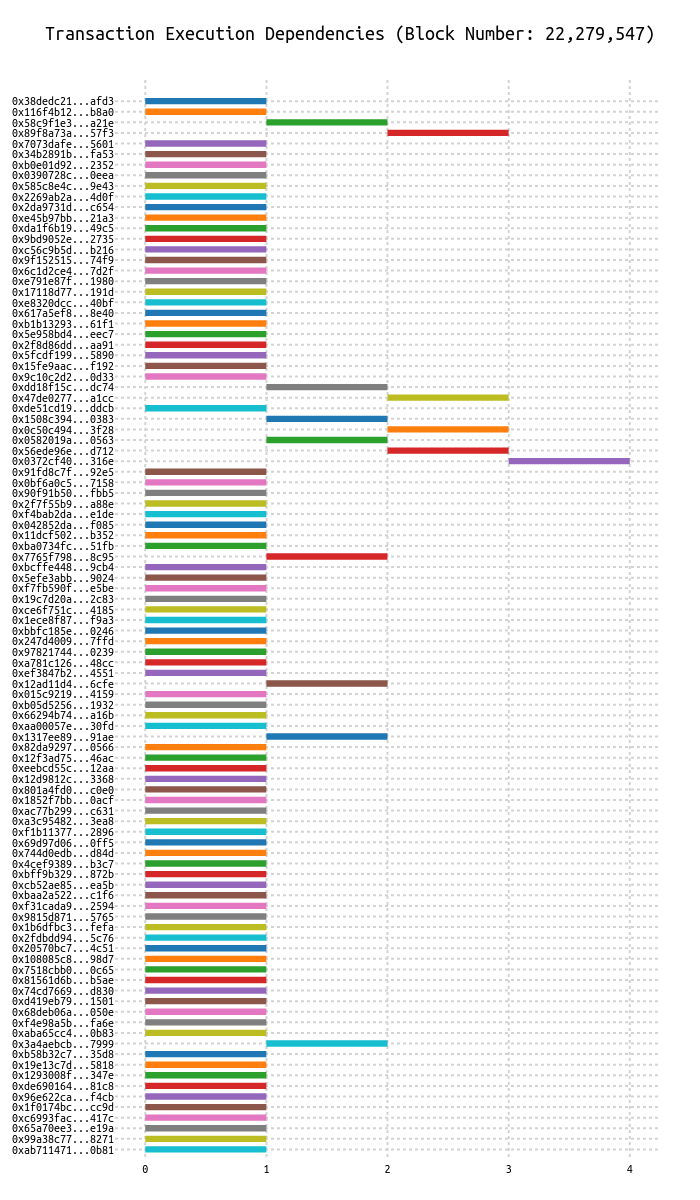 Transaction Execution Dependencies (Block Number: 22,279,547)
0x38dedc21...afd3
0x116f4b12...b8a0
0x58c9f1e3...a21e
0x89f8a73a...57f3
0x7073dafe...5601
0x34b2891b...fa53
0xb0e01d92...2352
0x0390728c...0eea
0x585c8e4c...9e43
0x2269ab2a...4d0f
0x2da9731d...c654
0xe45b97bb...21a3
0xda1f6b19...49c5
0x9bd9052e...2735
0xc56c9b5d...b216
0x9f152515...74f9
0x6c1d2ce4...7d2f
0xe791e87f...1980
0x17118d77...191d
0xe8320dcc...40bf
0x617a5ef8...8e40
0xb1b13293...61f1
0x5e958bd4...eec7
0x2f8d86dd...aa91
0x5fcdf199...5890
0x15fe9aac...f192
0x9c10c2d2...0d33
0xdd18f15c...dc74
0x47de0277...a1cc
0xde51cd19...ddcb
0x1508c394...0383
0x0c50c494...3f28
0x0582019a...0563
0x56ede96e...d712
0x0372cf40...316e
0x91fd8c7f...92e5
0x0bf6a0c5...7158
0x90f91b50...fbb5
0x2f7f55b9...a88e
0xf4bab2da...e1de
0x042852da...f085
0x11dcf502...b352
0xba0734fc...51fb
0x7765f798...8c95
0xbcffe448...9cb4
0x5efe3abb...9024
0xf7fb590f...e5be
0x19c7d20a...2c83
0xce6f751c...4185
0x1ece8f87...f9a3
0xbbfc185e...0246
0x247d4009...7ffd
0x97821744...0239
0xa781c126...48cc
0xef3847b2...4551
0x12ad11d4...6cfe
0x015c9219...4159
0xb05d5256...1932
0x66294b74...a16b
0xaa00057e...30fd
0x1317ee89...91ae
0x82da9297...0566
0x12f3ad75...46ac
0xeebcd55c...12aa
0x12d9812c...3368
0x801a4fd0...c0e0
0x1852f7bb...0acf
0xac77b299...c631
0xa3c95482...3ea8
0xf1b11377...2896
0x69d97d06...0ff5
0x744d0edb...d84d
0x4cef9389...b3c7
0xbff9b329...872b
0xcb52ae85...ea5b
0xbaa2a522...c1f6
0xf31cada9...2594
0x9815d871...5765
0x1b6dfbc3...fefa
0x2fdbdd94...5c76
0x20570bc7...4c51
0x108085c8...98d7
0x7518cbb0...0c65
0x81561d6b...b5ae
0x74cd7669...d830
0xd419eb79...1501
0x68deb06a...050e
0xf4e98a5b...fa6e
0xaba65cc4...0b83
0x3a4aebcb...7999
0xb58b32c7...35d8
0x19e13c7d...5818
0x1293008f...347e
0xde690164...81c8
0x96e622ca...f4cb
0x1f0174bc...cc9d
0xc6993fac...417c
0x65a70ee3...e19a
0x99a38c77...8271
0xab711471...0b81
0 1 2 3 4